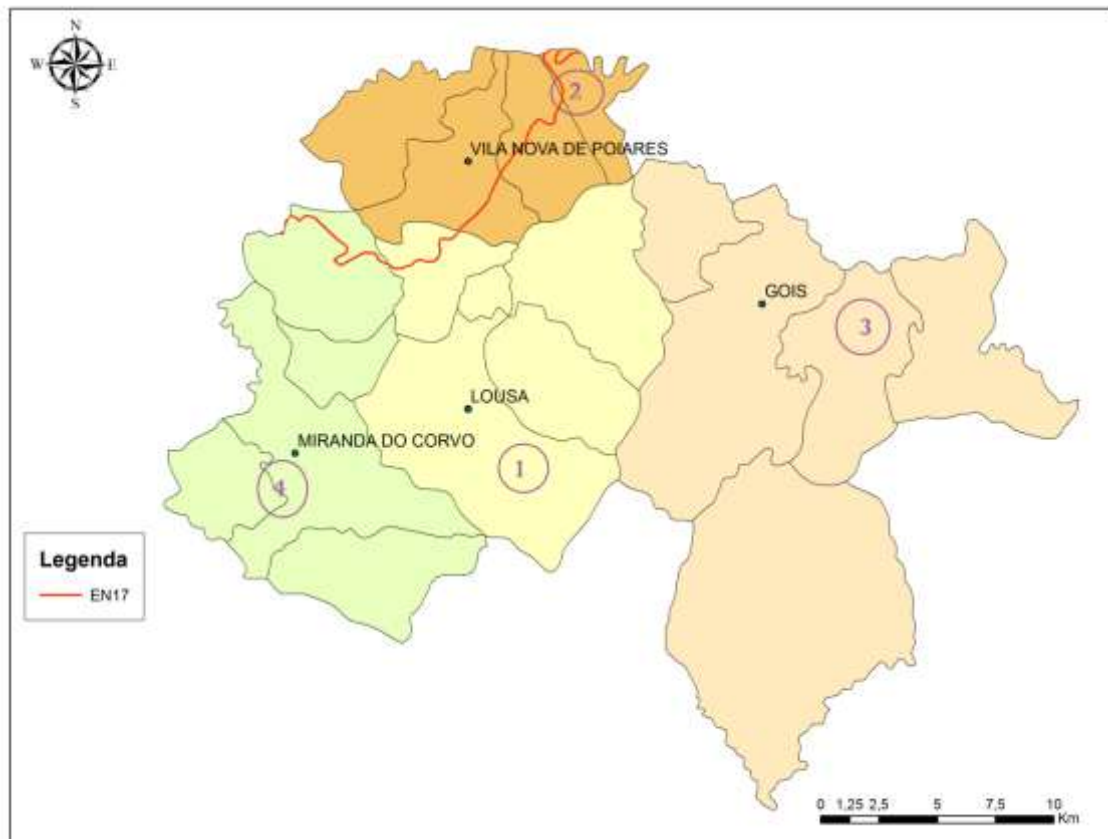 N
W E
S
2
VILA NOVA DE POIARES
GOIS
3
LOUSA
MIRANDA DO CORVO
1
4
Legenda
EN17
0 1,25 2,5 5 7,5 10
Km